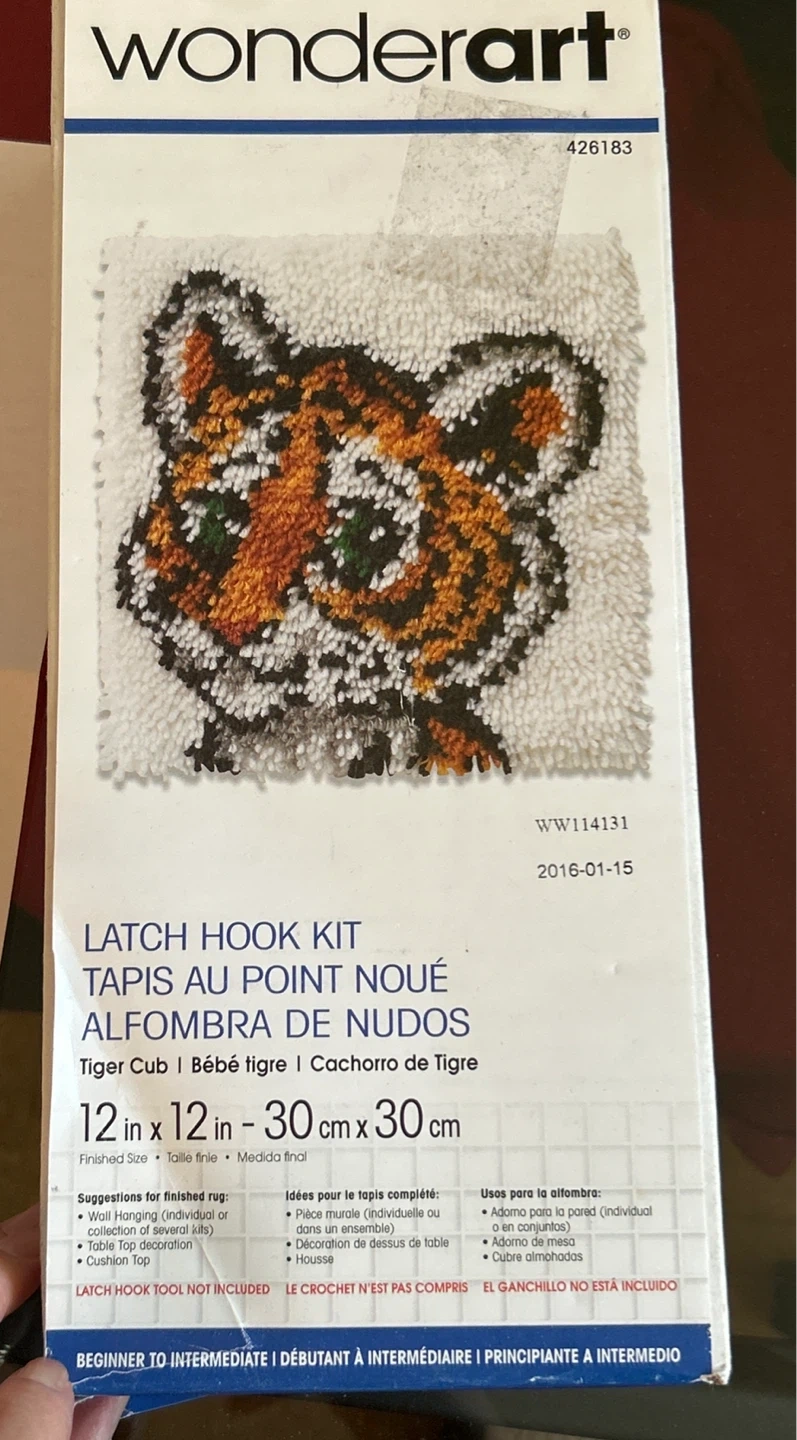 wonderart®
426183
WW114131
2016-01-15
LATCH HOOK KIT
TAPIS AU POINT NOUÉ
ALFOMBRA DE NUDOS
Tiger Cub | Bébé tigre | Cachorro de Tigre
12 in x 12 in - 30 cm x 30 cm
Finished Size • Taille finie • Medida final
Suggestions for finished rug:
• Wall Hanging (individual or
collection of several kits)
• Table Top decoration
• Cushion Top
Idées pour le tapis complété:
• Pièce murale (individuelle ou
dans un ensemble)
• Décoration de dessus de table
• Housse
Usos para la alfombra:
• Adorno para la pared (individual
o en conjuntos)
• Adorno de mesa
• Cubre almohadas
LATCH HOOK TOOL NOT INCLUDED LE CROCHET N'EST PAS COMPRIS EL GANCHILLO NO ESTÁ INCLUIDO
BEGINNER TO INTERMEDIATE | DÉBUTANT À INTERMÉDIAIRE | PRINCIPIANTE A INTERMEDIO